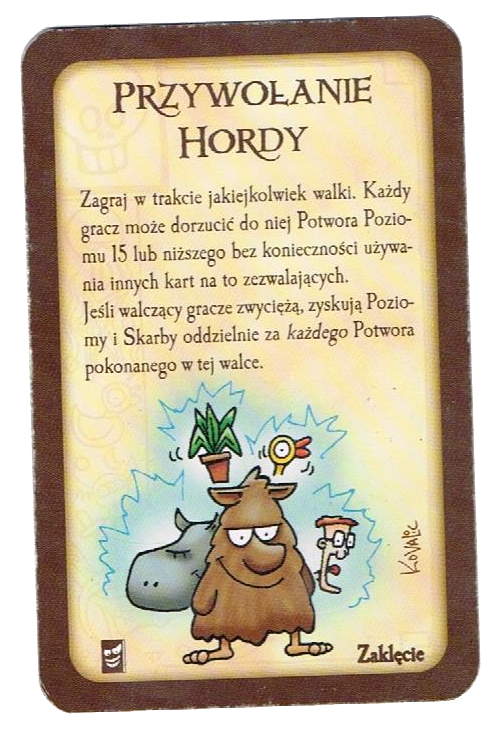 PRZYWOŁANIE
HORDY
Zagraj w trakcie jakiejkolwiek walki. Każdy
gracz może dorzucić do niej Potwora Pozio-
mu 15 lub niższego bez konieczności używa-
nia innych kart na to zezwalających.
Jeśli walczący gracze zwyciężą, zyskują Pozio-
my i Skarby oddzielnie za każdego Potwora
pokonanego w tej walce.
KOVALIC
Zaklęcie